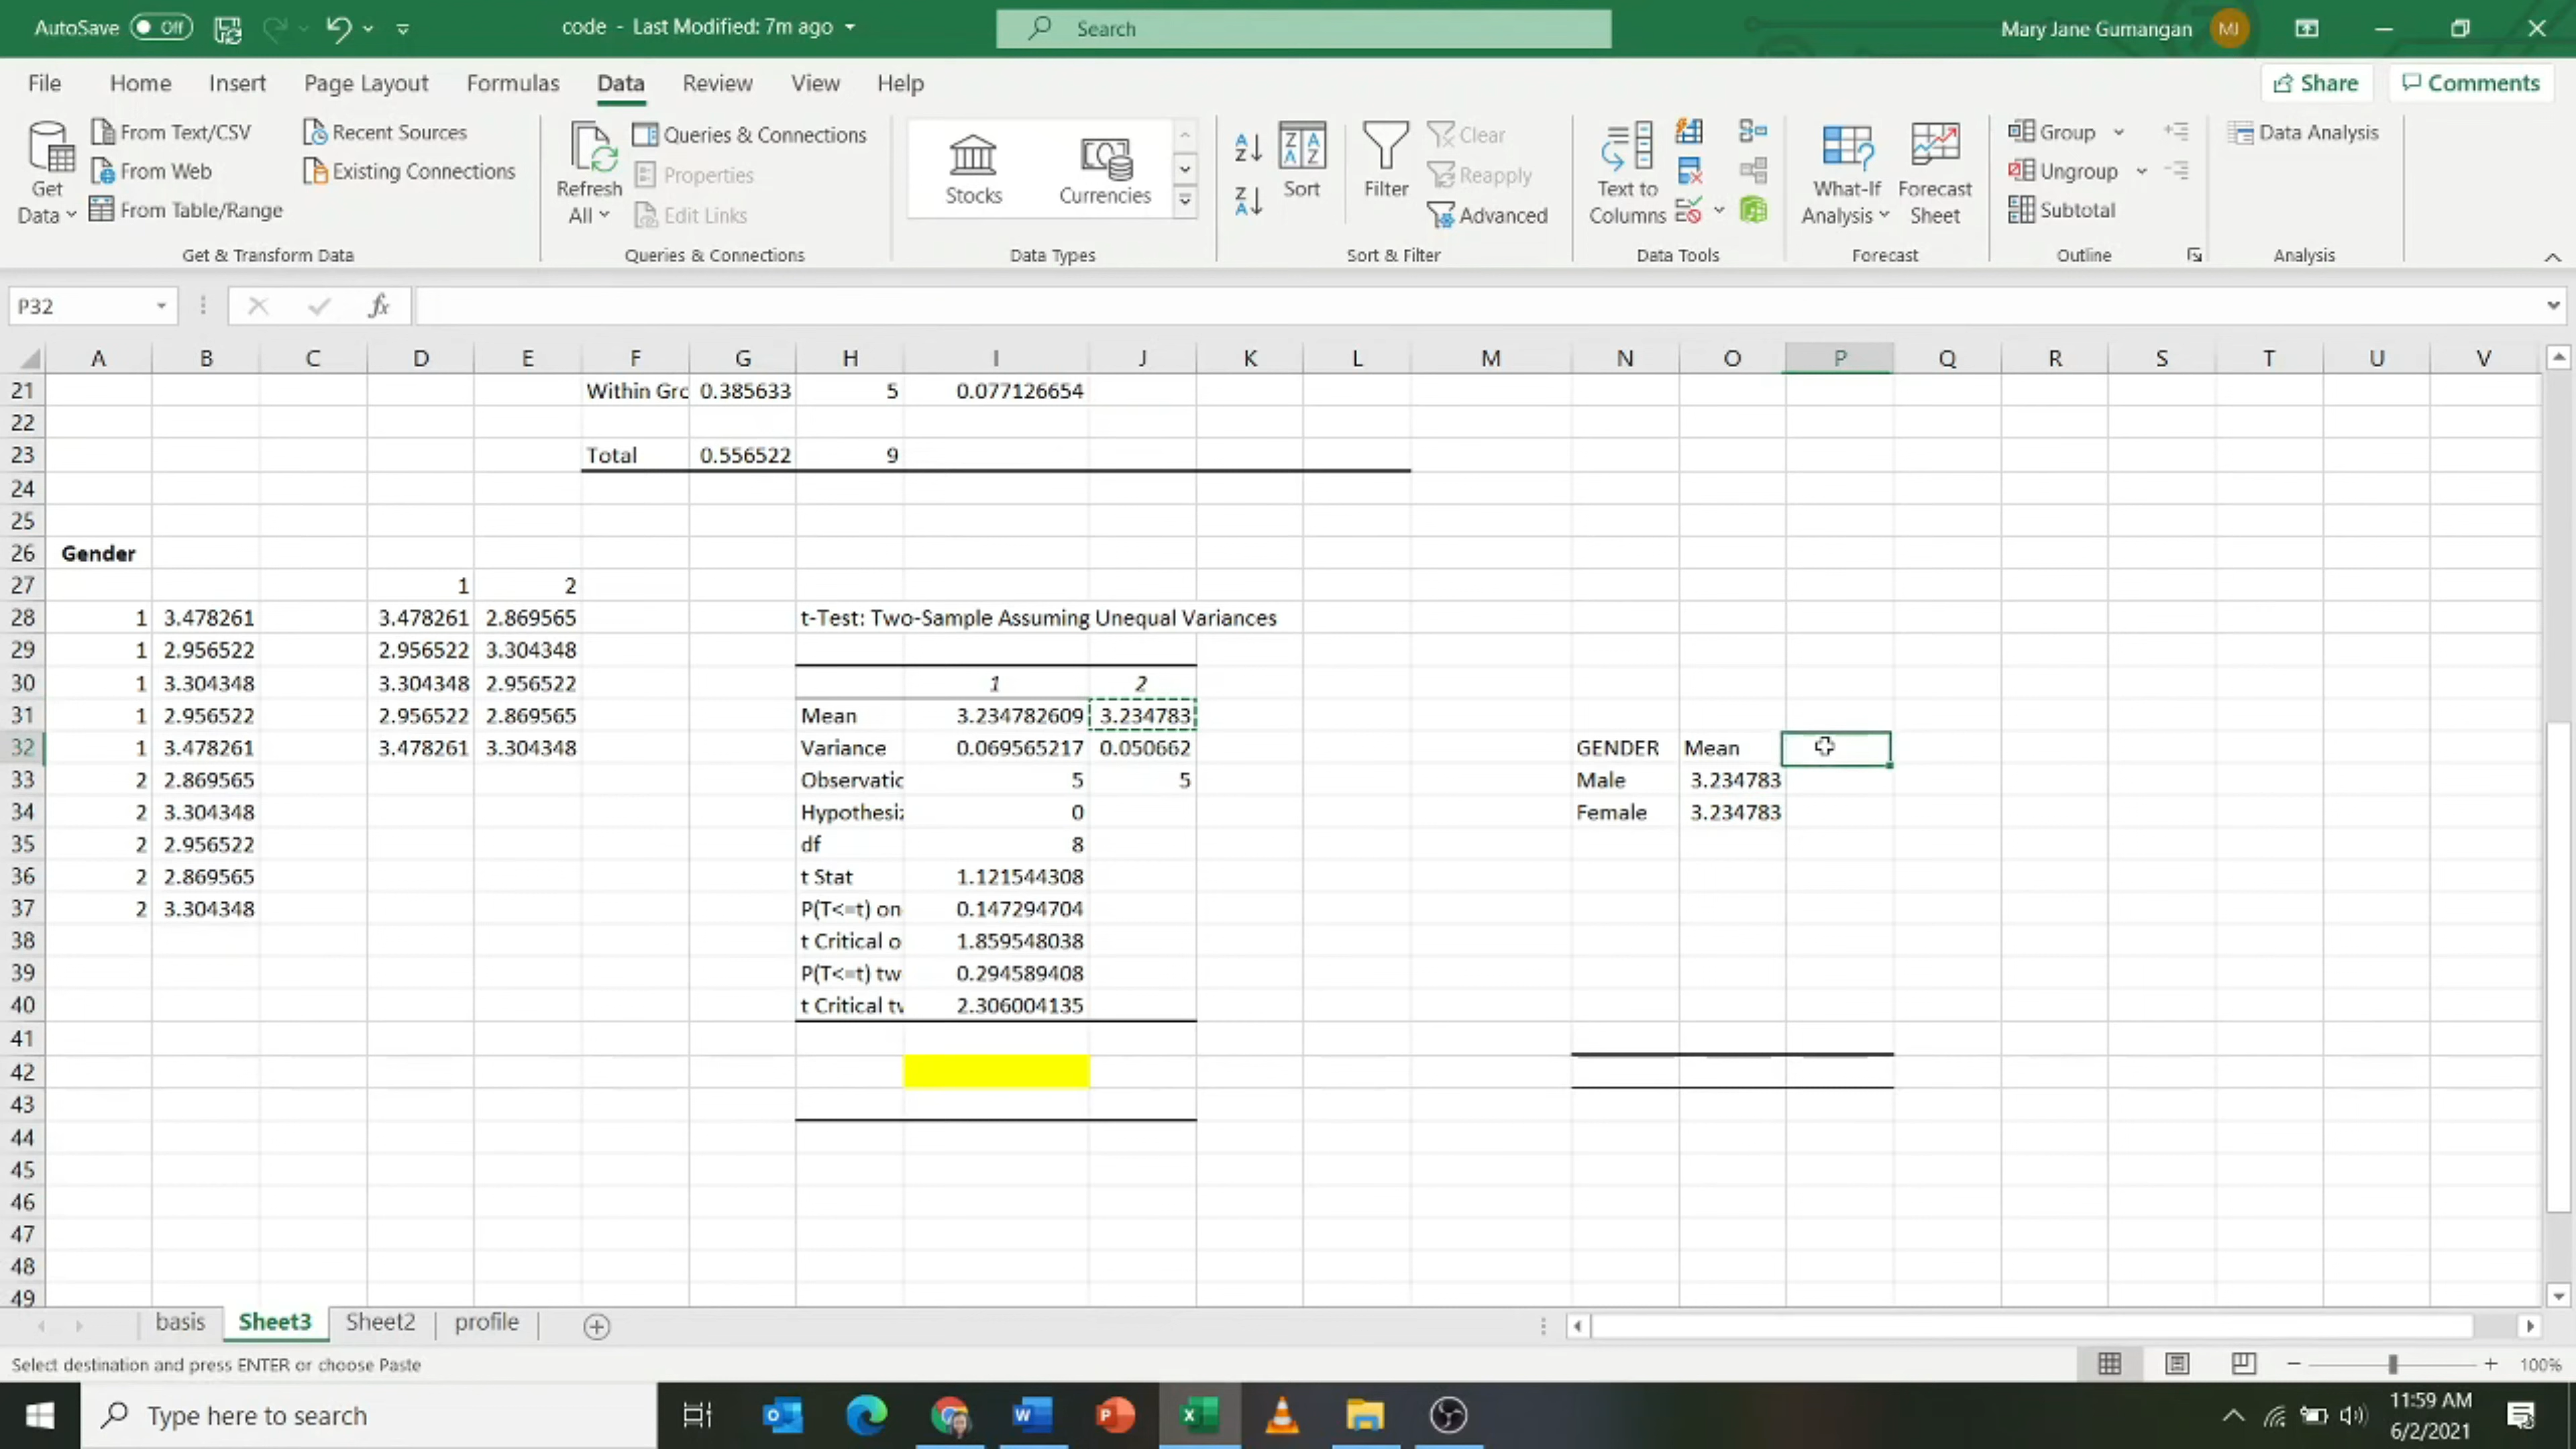 AutoSave Off code - Last Modified: 7m ago Search Mary Jane Gumangan MJ
File Home Insert Page Layout Formulas Data Review View Help Share Comments
Get Data From Text/CSV From Web From Table/Range Recent Sources Existing Connections
Refresh All Queries & Connections Properties Edit Links
Stocks Currencies
Sort Filter Clear Reapply Advanced
Text to Columns
What-If Analysis Forecast Sheet
Group Ungroup Subtotal
Data Analysis
Get & Transform Data Queries & Connections Data Types Sort & Filter Data Tools Forecast Outline Analysis
P32 fx
A B C D E F G H I J K L M N O P Q R S T U V
21 Within Grc 0.385633 5 0.077126654
22
23 Total 0.556522 9
24
25
26 Gender
27 1 2
28 1 3.478261 3.478261 2.869565 t-Test: Two-Sample Assuming Unequal Variances
29 1 2.956522 2.956522 3.304348
30 1 3.304348 3.304348 2.956522 1 2
31 1 2.956522 2.956522 2.869565 Mean 3.234782609 3.234783
32 1 3.478261 3.478261 3.304348 Variance 0.069565217 0.050662 GENDER Mean
33 2 2.869565 Observatic 5 5 Male 3.234783
34 2 3.304348 Hypothesi 0 Female 3.234783
35 2 2.956522 df 8
36 2 2.869565 t Stat 1.121544308
37 2 3.304348 P(T<=t) on 0.147294704
38 t Critical o 1.859548038
39 P(T<=t) tw 0.294589408
40 t Critical tw 2.306004135
41
42
43
44
45
46
47
48
49
basis Sheet3 Sheet2 profile
Select destination and press ENTER or choose Paste 100%
Type here to search 11:59 AM
6/2/2021